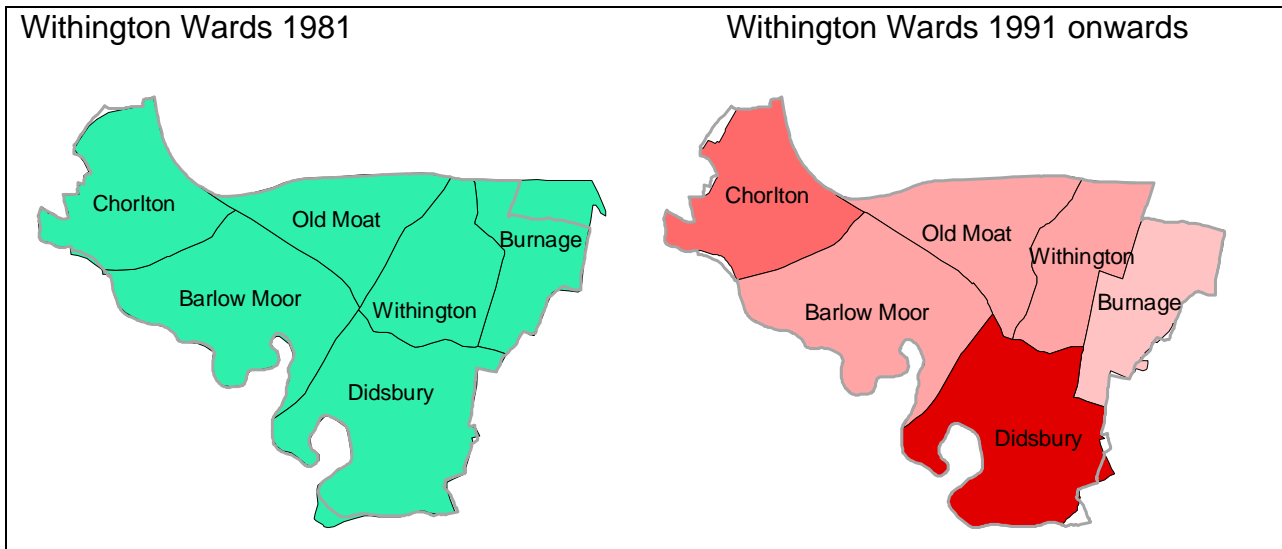 Withington Wards 1981
Withington Wards 1991 onwards
Chorlton
Old Moat
Burnage
Barlow Moor
Withington
Didsbury
Chorlton
Old Moat
Withington
Burnage
Barlow Moor
Didsbury